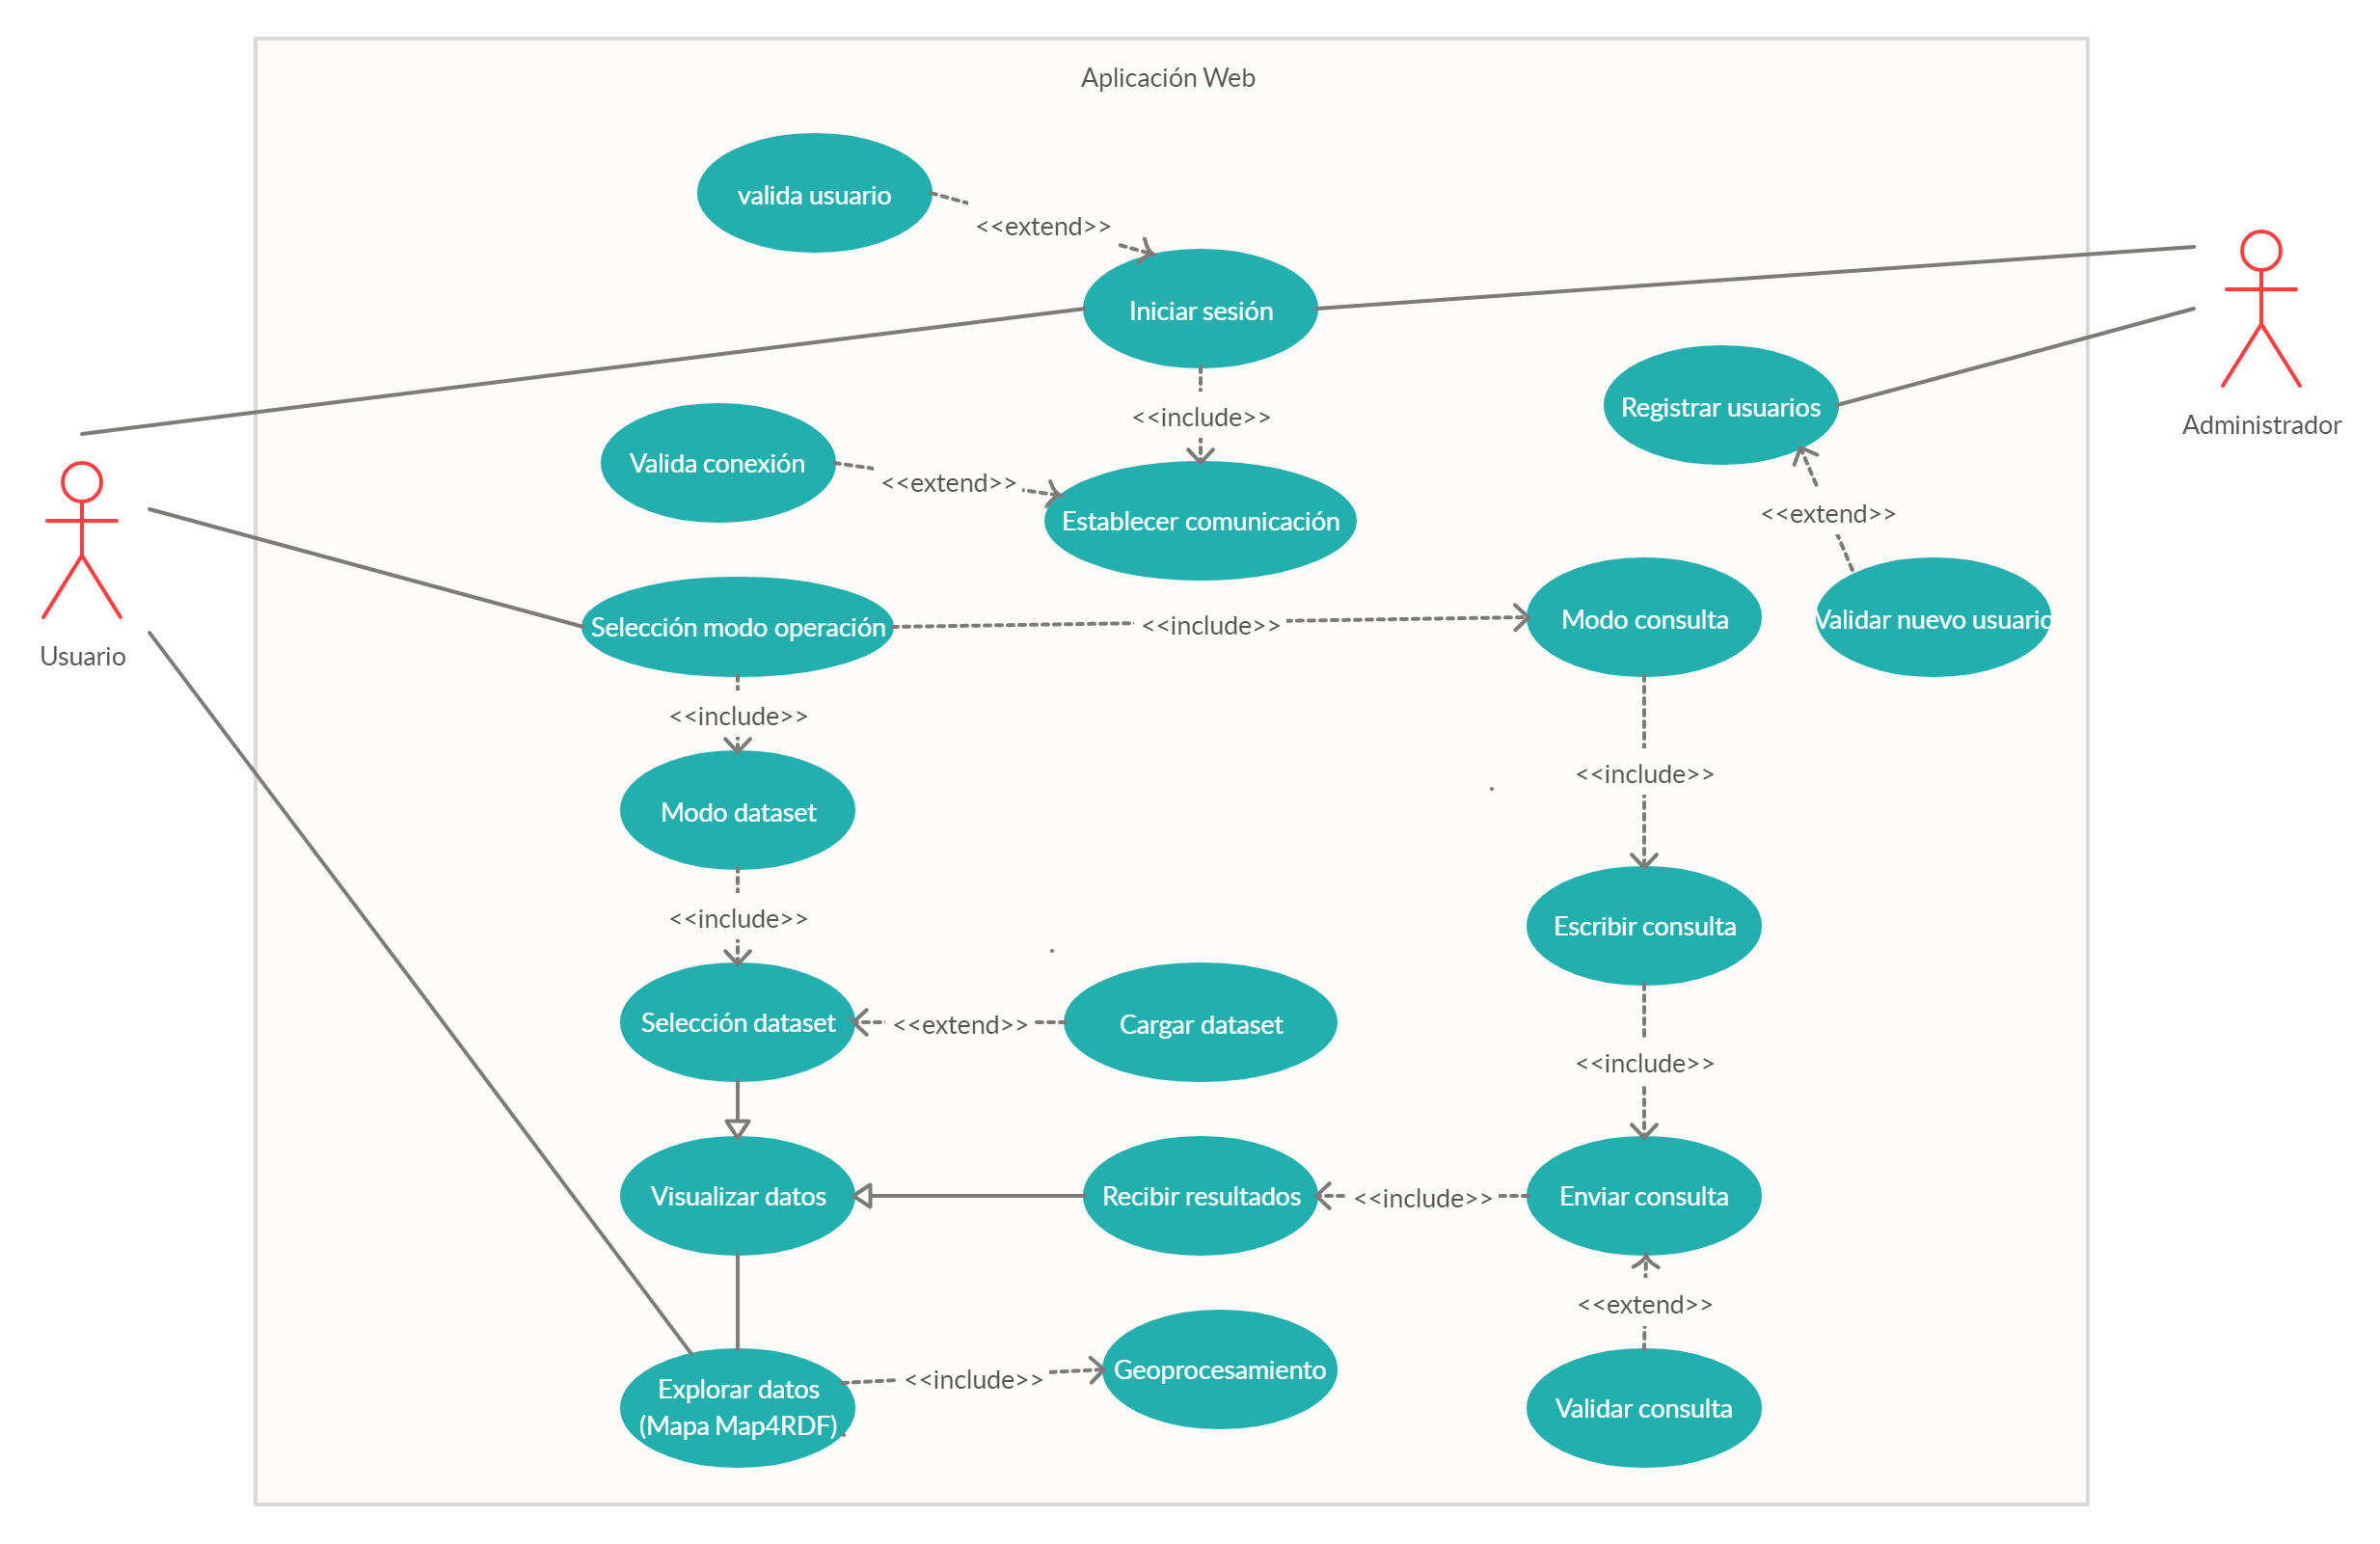 Aplicación Web
valida usuario
<<extend>>
Iniciar sesión
<<include>>
Registrar usuarios
Administrador
Valida conexión
<<extend>>
Establecer comunicación
<<extend>>
Usuario
Selección modo operación
<<include>>
Modo consulta
Validar nuevo usuario
<<include>>
<<include>>
Modo dataset
<<include>>
Escribir consulta
Selección dataset
<<extend>>
Cargar dataset
<<include>>
Visualizar datos
Recibir resultados
<<include>>
Enviar consulta
<<extend>>
Explorar datos
(Mapa Map4RDF)
<<include>>
Geoprocesamiento
Validar consulta